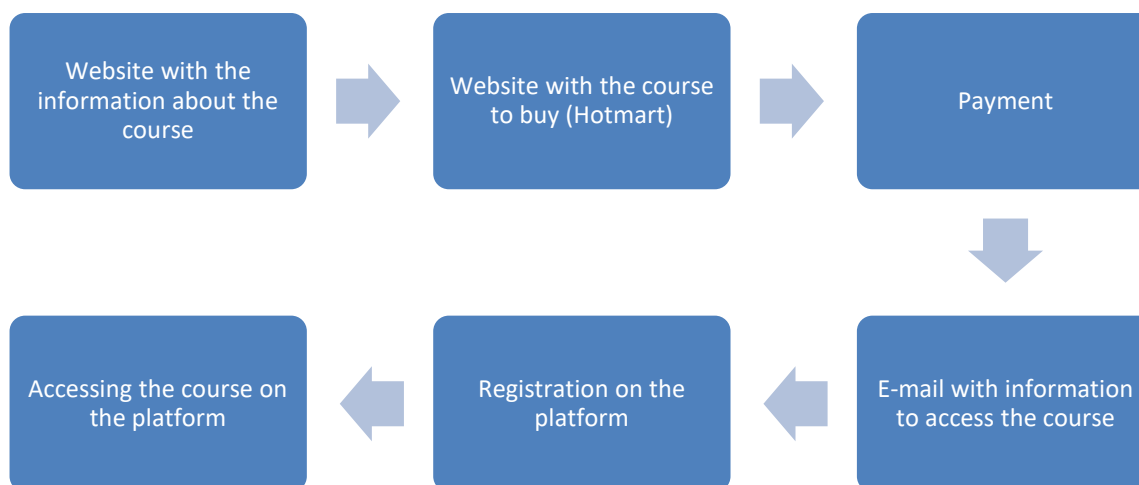 Website with the
information about the
course
Website with the course
to buy (Hotmart)
Payment
E-mail with information
to access the course
Registration on the
platform
Accessing the course on
the platform